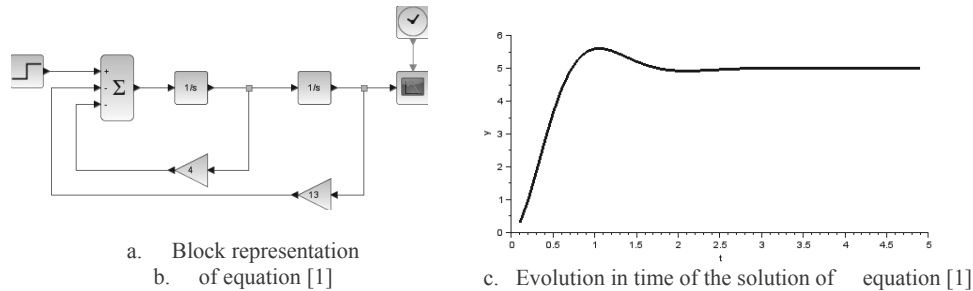 +
-
-
Σ
1/s
1/s
4
13
a. Block representation
b. of equation [1]
6
5
4
3
2
1
0
y
0 0.5 1 1.5 2 2.5 3 3.5 4 4.5 5
t
c. Evolution in time of the solution of equation [1]